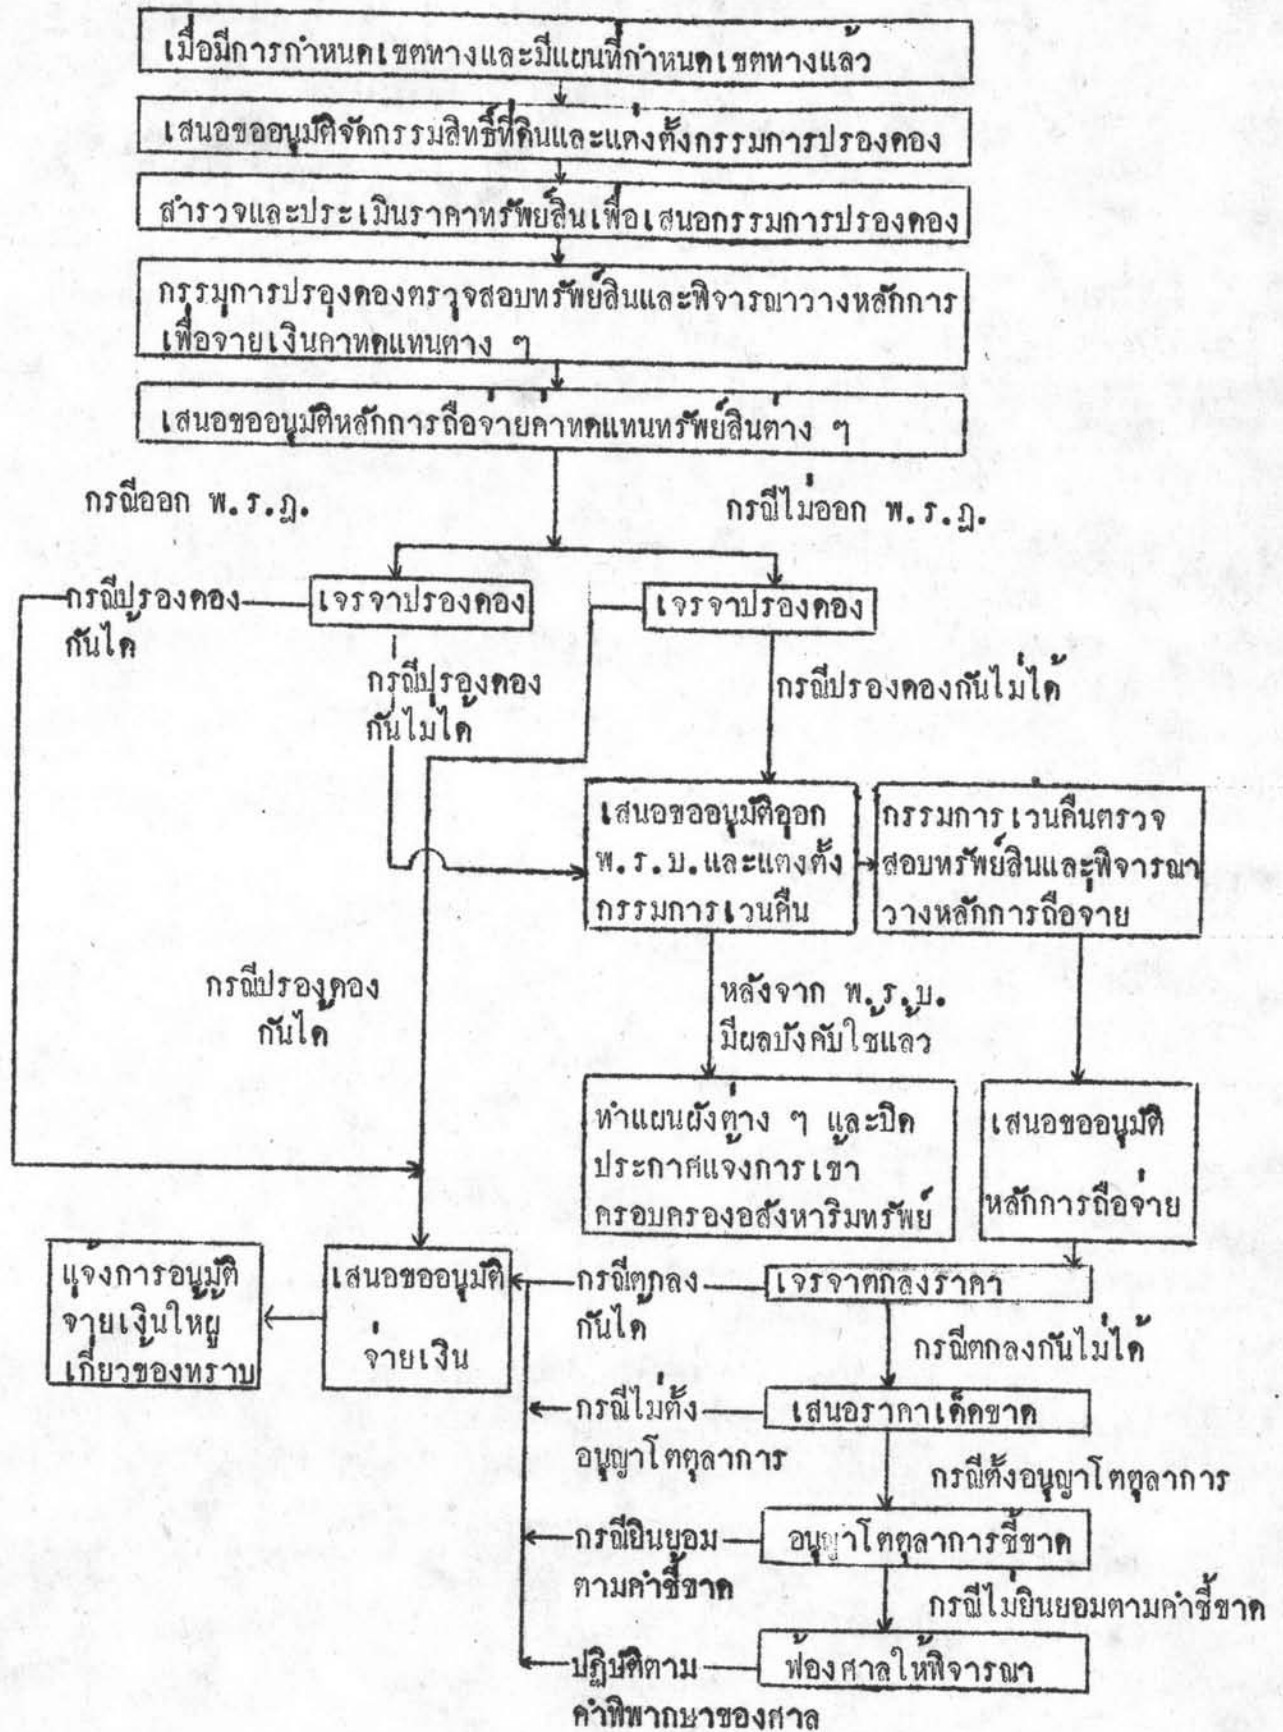 เมื่อมีการกำหนดเขตทางและมีแผนที่กำหนดเขตทางแล้ว
เสนอขออนุมัติจัดกรรมสิทธิ์ที่ดินและแต่งตั้งกรรมการปรองดอง
สำรวจและประเมินราคาทรัพย์สินเพื่อเสนอกรรมการปรองดอง
กรรมการปรองดองตรวจสอบทรัพย์สินและพิจารณาวางหลักการ
เพื่อจ่ายเงินค่าทดแทนต่าง ๆ
เสนอขออนุมัติหลักการถือจ่ายค่าทดแทนทรัพย์สินต่าง ๆ
กรณีออก พ.ร.ฎ.
กรณีไม่ออก พ.ร.ฎ.
กรณีปรองดอง
กันได้
เจรจาปรองดอง
เจรจาปรองดอง
กรณีปรองดอง
กันไม่ได้
กรณีปรองดองกันไม่ได้
เสนอขออนุมัติออก
พ.ร.บ.และแต่งตั้ง
กรรมการเวนคืน
กรรมการเวนคืนตรวจ
สอบทรัพย์สินและพิจารณา
วางหลักการถือจ่าย
กรณีปรองดอง
กันได้
หลังจาก พ.ร.บ.
มีผลบังคับใช้แล้ว
ทำแผนผังต่าง ๆ และปิด
ประกาศแจ้งการเข้า
ครอบครองอสังหาริมทรัพย์
เสนอขออนุมัติ
หลักการถือจ่าย
แจ้งการอนุมัติ
จ่ายเงินให้ผู้
เกี่ยวข้องทราบ
เสนอขออนุมัติ
จ่ายเงิน
กรณีตกลง
กันได้
เจรจาตกลงราคา
กรณีตกลงกันไม่ได้
กรณีไม่ตั้ง
อนุญาโตตุลาการ
เสนอราคาเด็ดขาด
กรณีตั้งอนุญาโตตุลาการ
กรณียินยอม
ตามคำชี้ขาด
อนุญาโตตุลาการชี้ขาด
กรณีไม่ยินยอมตามคำชี้ขาด
ปฏิบัติตาม
คำพิพากษาของศาล
ฟ้องศาลให้พิจารณา